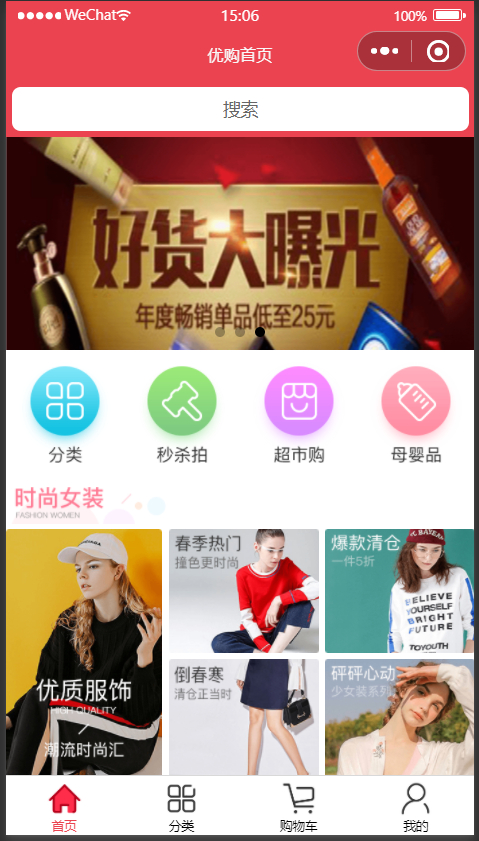 WeChat 15:06 100%
优购首页
搜索
好货大曝光
年度畅销单品低至25元
分类 秒杀拍 超市购 母婴品
时尚女装
FASHION WOMEN
春季热门
撞色更时尚
爆款清仓
一件5折
BELIEVE
YOURSELF
BRIGHT
FUTURE
TOYOUTH
优质服饰
HIGH QUALITY
潮流时尚汇
倒春寒
清仓正当时
砰砰心动
少女装系列
首页 分类 购物车 我的